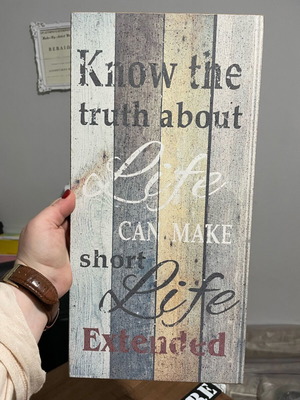 Know the
truth about
Life
CAN MAKE
short
Life
Extended